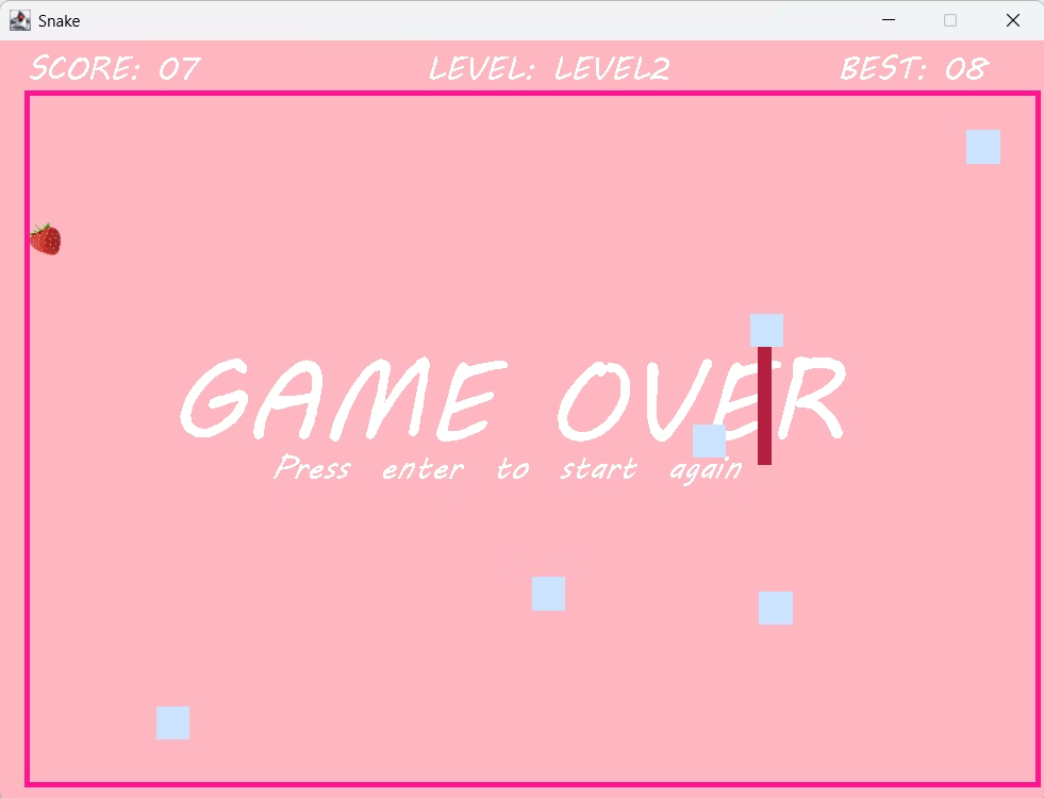 Snake
SCORE: 07 LEVEL: LEVEL2 BEST: 08
GAME OVER
Press enter to start again